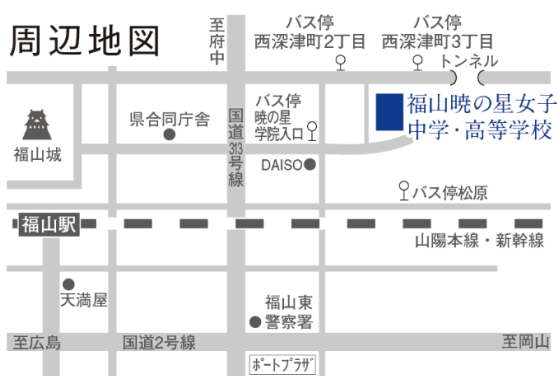 周辺地図
至府中
バス停
西深津町2丁目
バス停
西深津町3丁目
トンネル
福山城
県合同庁舎
国道313号線
バス停
暁の星
学院入口
DAISO
福山暁の星女子
中学・高等学校
バス停松原
福山駅
山陽本線・新幹線
天満屋
福山東
警察署
至広島
国道2号線
至岡山
ポートプラザ